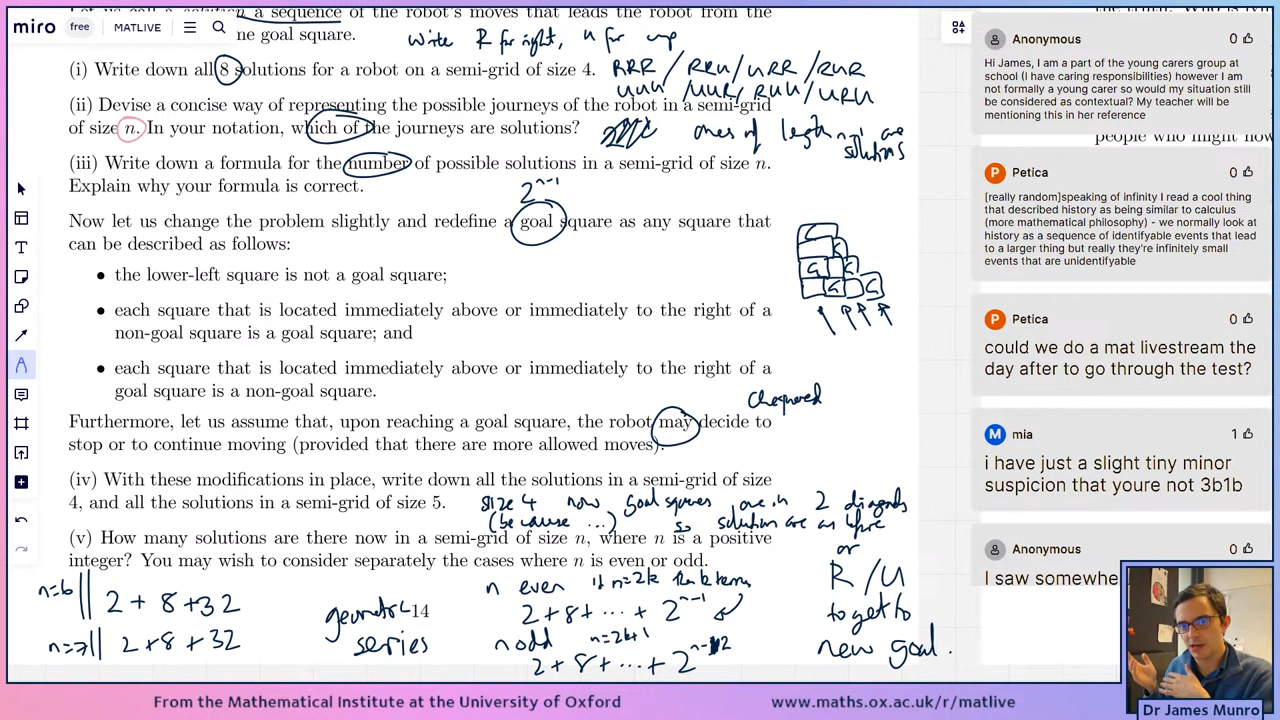 a sequence of the robot's moves that leads the robot from the
ne goal square.
miro free MATLIVE
write R for right, u for up
(i) Write down all 8 solutions for a robot on a semi-grid of size 4.
RRR / RRU / URR / RUR
UUU / UUR / RUU / URU
(ii) Devise a concise way of representing the possible journeys of the robot in a semi-grid
of size n. In your notation, which of the journeys are solutions?
ones of length n-1 are
solutions
(iii) Write down a formula for the number of possible solutions in a semi-grid of size n.
Explain why your formula is correct.
2^n-1
Now let us change the problem slightly and redefine a goal square as any square that
can be described as follows:
• the lower-left square is not a goal square;
• each square that is located immediately above or immediately to the right of a
non-goal square is a goal square; and
• each square that is located immediately above or immediately to the right of a
goal square is a non-goal square.
G
G
G G
G G
chequered
Furthermore, let us assume that, upon reaching a goal square, the robot may decide to
stop or to continue moving (provided that there are more allowed moves).
(iv) With these modifications in place, write down all the solutions in a semi-grid of size
4, and all the solutions in a semi-grid of size 5.
size 4 now goal squares are in 2 diagonals
(because ...) so solution are as before
or
R / U
to get to
new goal.
(v) How many solutions are there now in a semi-grid of size n, where n is a positive
integer? You may wish to consider separately the cases where n is even or odd.
n=6 || 2 + 8 + 32
n=7 || 2 + 8 + 32
geometric
series
14
n even if n=2k then k terms
2 + 8 + ... + 2^n-1
n odd n=2k+1
2 + 8 + ... + 2^n-2
people who might now
Anonymous 0
Hi James, I am a part of the young carers group at
school (I have caring responsibilities) however I am
not formally a young carer so would my situation still
be considered as contextual? My teacher will be
mentioning this in her reference
P Petica 0
[really random]speaking of infinity I read a cool thing
that described history as being similar to calculus
(more mathematical philosophy) - we normally look at
history as a sequence of identifyable events that lead
to a larger thing but really they're infinitely small
events that are unidentifyable
P Petica 0
could we do a mat livestream the
day after to go through the test?
M mia 1
i have just a slight tiny minor
suspicion that youre not 3b1b
Anonymous
I saw somewhe
From the Mathematical Institute at the University of Oxford
www.maths.ox.ac.uk/r/matlive
Dr James Munro